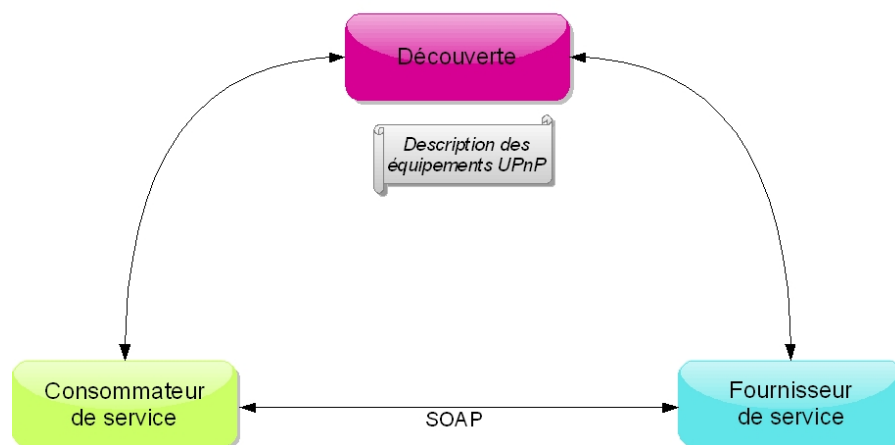 Découverte
Description des
équipements UPnP
Consommateur
de service
SOAP
Fournisseur
de service